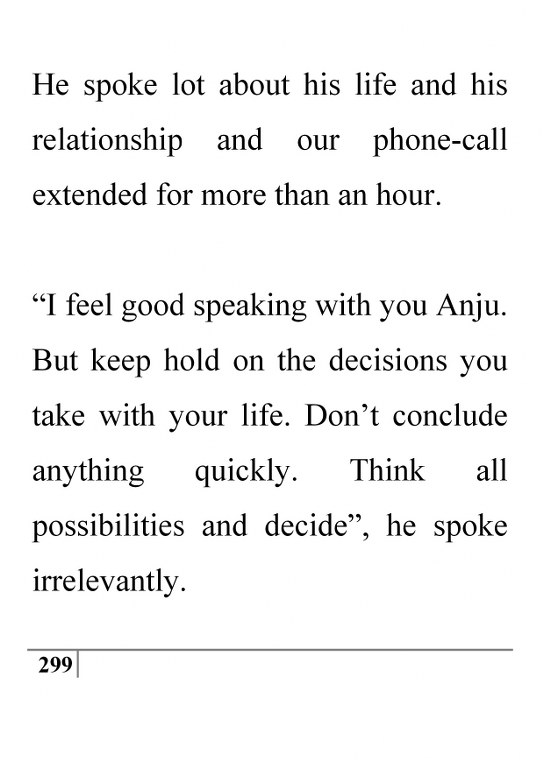 He spoke lot about his life and his
relationship and our phone-call
extended for more than an hour.
“I feel good speaking with you Anju.
But keep hold on the decisions you
take with your life. Don’t conclude
anything quickly. Think all
possibilities and decide”, he spoke
irrelevantly.
299